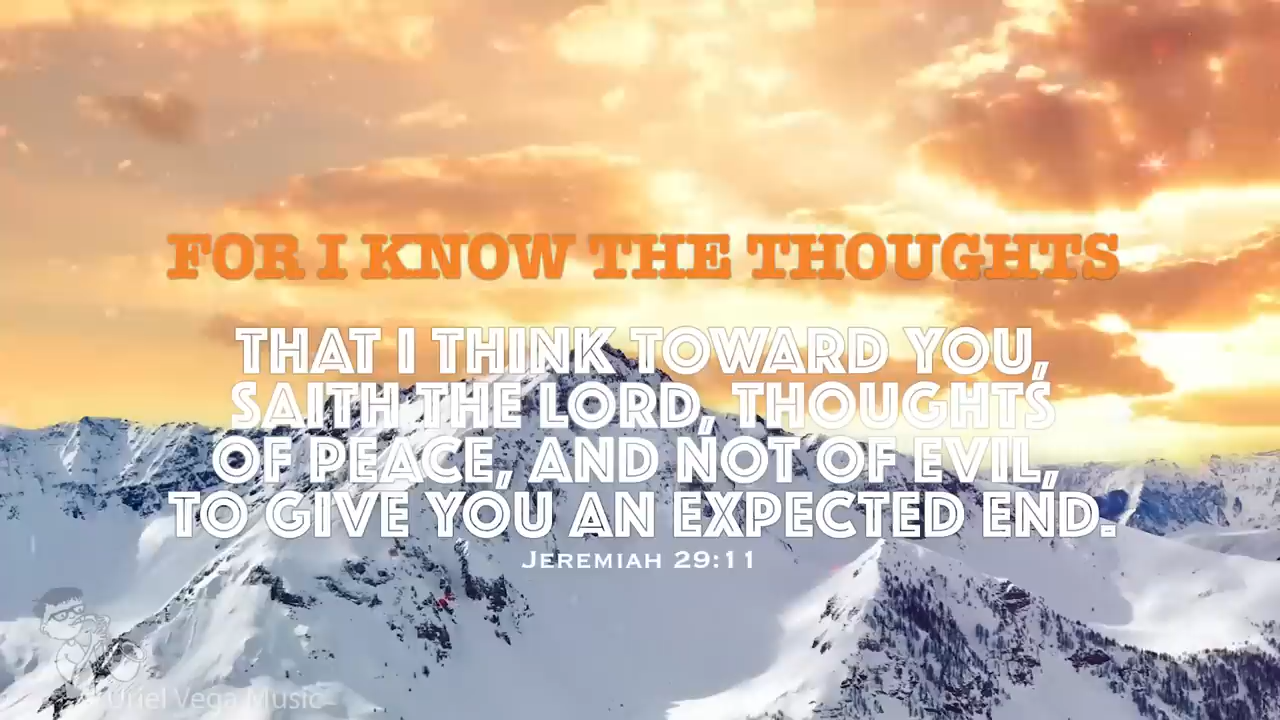 FOR I KNOW THE THOUGHTS
THAT I THINK TOWARD YOU,
SAITH THE LORD, THOUGHTS
OF PEACE, AND NOT OF EVIL,
TO GIVE YOU AN EXPECTED END.
JEREMIAH 29:11
Uriel Vega Music